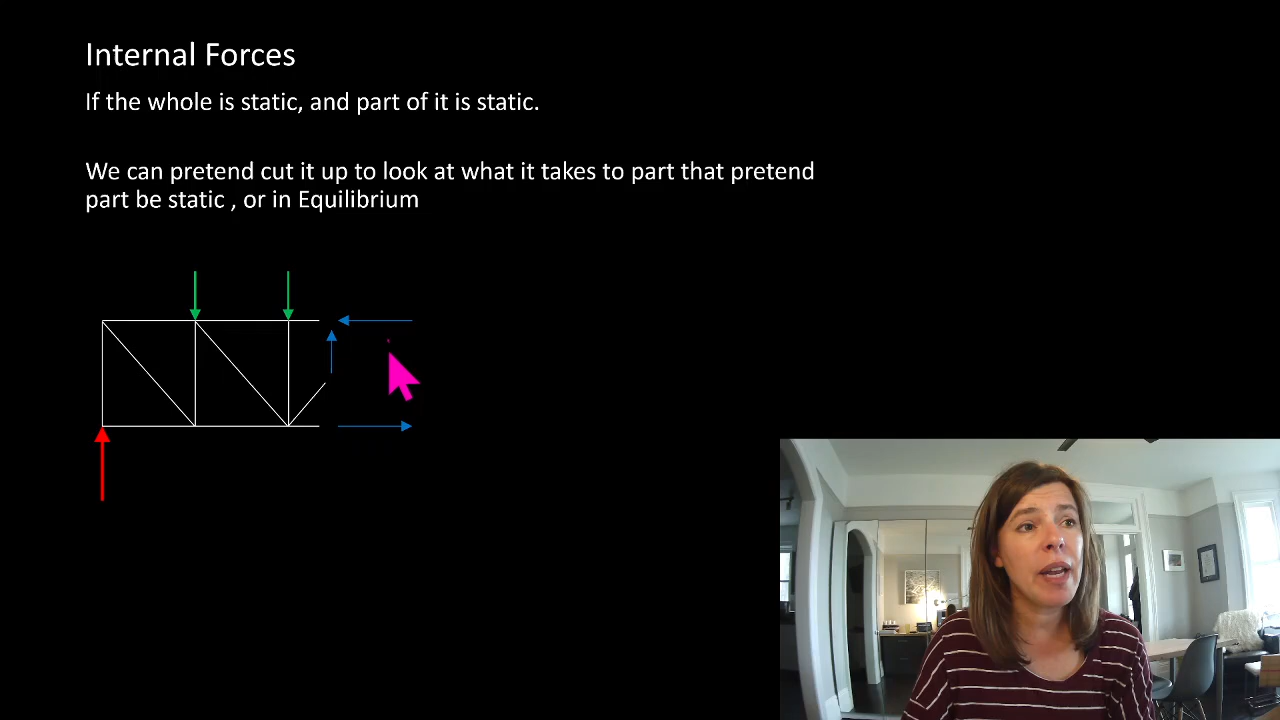 Internal Forces
If the whole is static, and part of it is static.
We can pretend cut it up to look at what it takes to part that pretend
part be static , or in Equilibrium